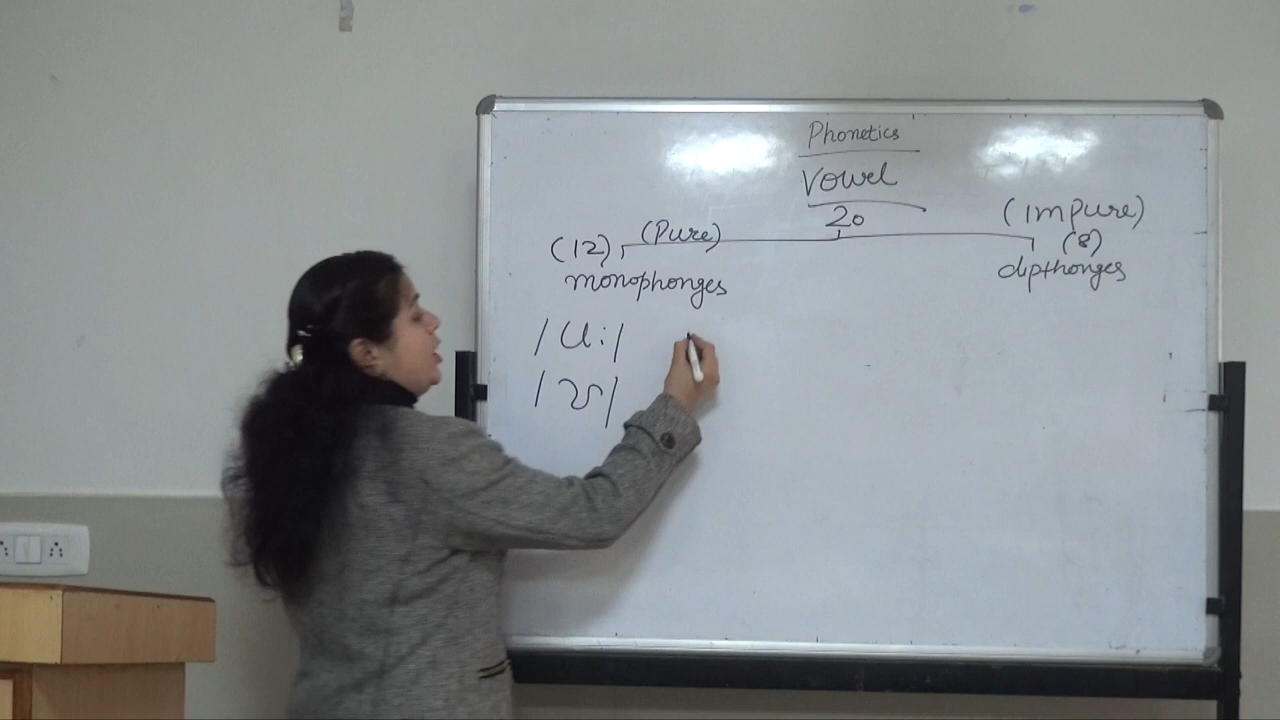 Phonetics
Vowel
20
(12) (Pure) (Impure)
(8)
monophonges dipthonges
/U:/
/ʊ/